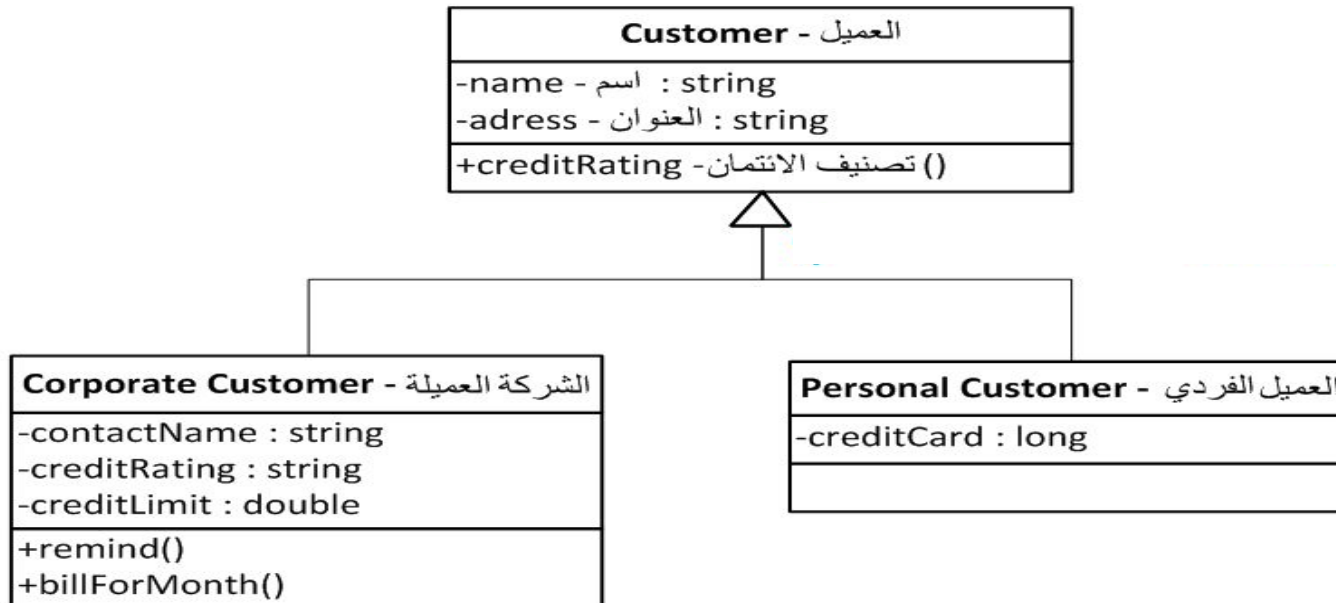 Customer - العميل
-name - اسم : string
-adress - العنوان : string
+creditRating -تصنيف الائتمان ()
Corporate Customer - الشركة العميلة
-contactName : string
-creditRating : string
-creditLimit : double
+remind()
+billForMonth()
Personal Customer - العميل الفردي
-creditCard : long